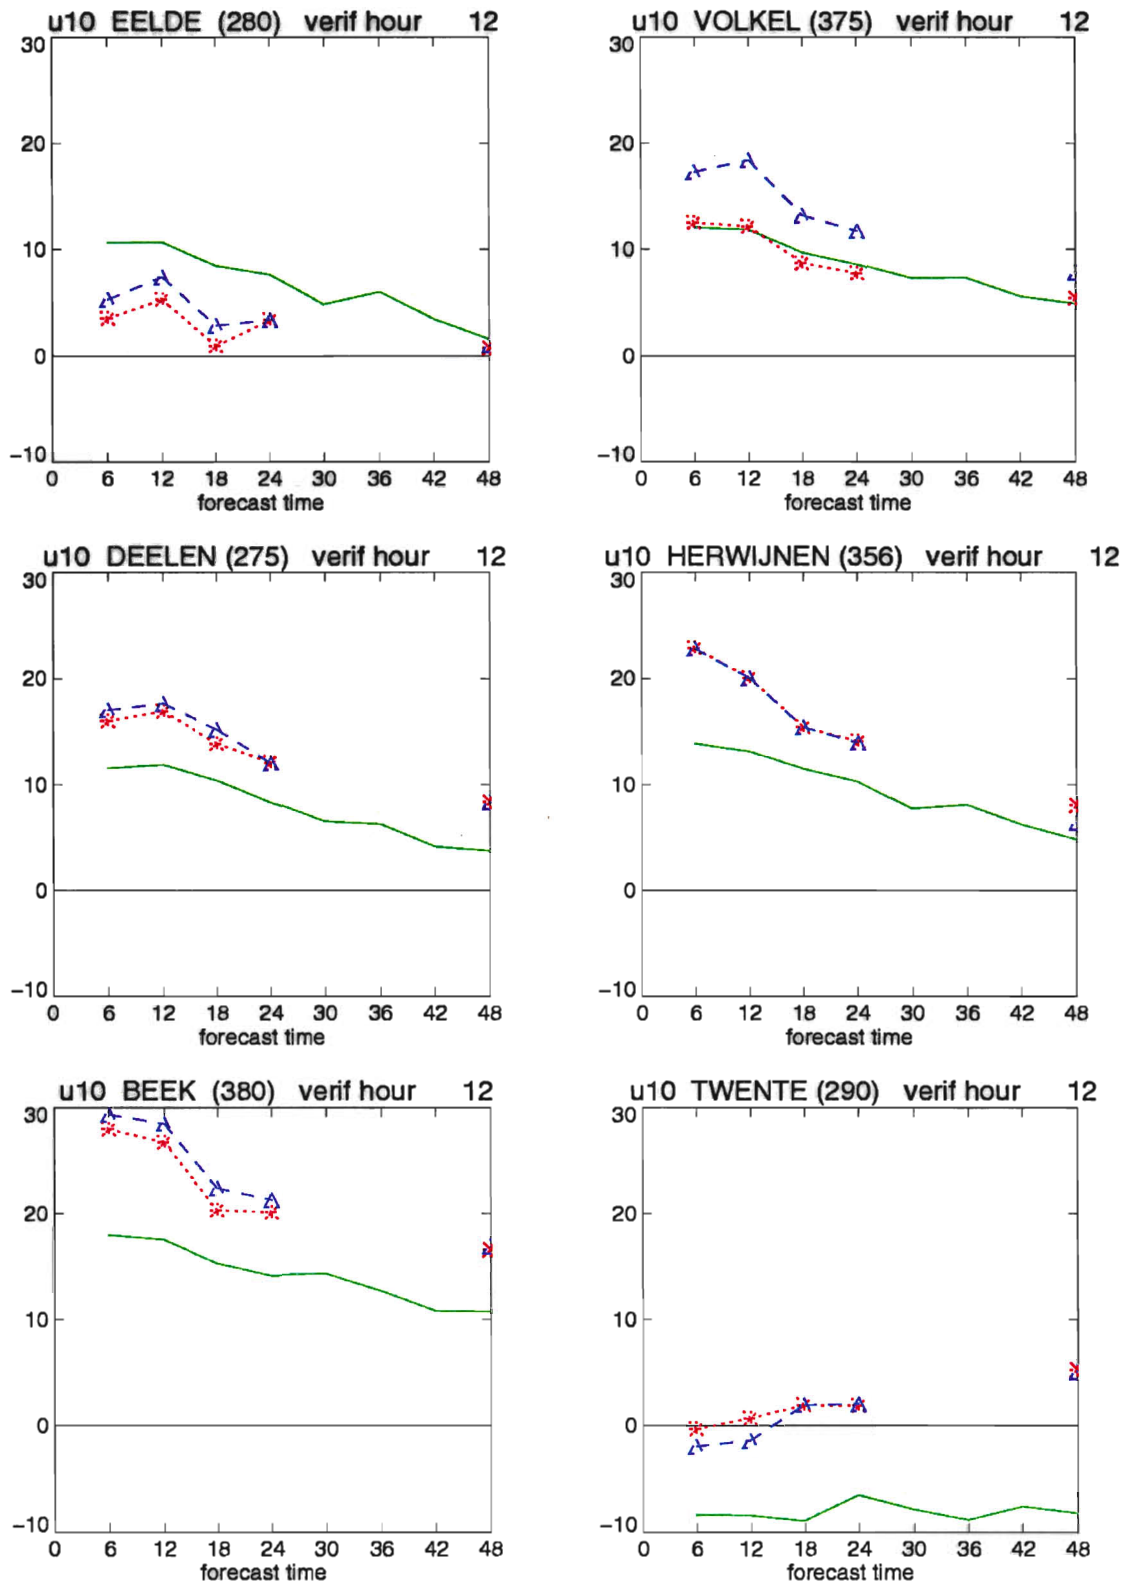 u10 EELDE (280) verif hour 12
30
20
10
0
−10
0 6 12 18 24 30 36 42 48
forecast time
u10 VOLKEL (375) verif hour 12
30
20
10
0
−10
0 6 12 18 24 30 36 42 48
forecast time
u10 DEELEN (275) verif hour 12
30
20
10
0
−10
0 6 12 18 24 30 36 42 48
forecast time
u10 HERWIJNEN (356) verif hour 12
30
20
10
0
−10
0 6 12 18 24 30 36 42 48
forecast time
u10 BEEK (380) verif hour 12
30
20
10
0
−10
0 6 12 18 24 30 36 42 48
forecast time
u10 TWENTE (290) verif hour 12
30
20
10
0
−10
0 6 12 18 24 30 36 42 48
forecast time